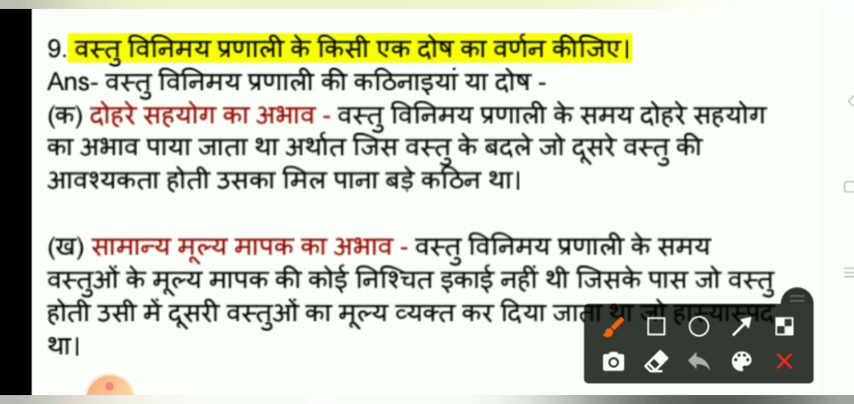 9. वस्तु विनिमय प्रणाली के किसी एक दोष का वर्णन कीजिए।
Ans- वस्तु विनिमय प्रणाली की कठिनाइयां या दोष -
(क) दोहरे सहयोग का अभाव - वस्तु विनिमय प्रणाली के समय दोहरे सहयोग
का अभाव पाया जाता था अर्थात जिस वस्तु के बदले जो दूसरे वस्तु की
आवश्यकता होती उसका मिल पाना बड़े कठिन था।
(ख) सामान्य मूल्य मापक का अभाव - वस्तु विनिमय प्रणाली के समय
वस्तुओं के मूल्य मापक की कोई निश्चित इकाई नहीं थी जिसके पास जो वस्तु
होती उसी में दूसरी वस्तुओं का मूल्य व्यक्त कर दिया जाता था जो हास्यास्पद
था।